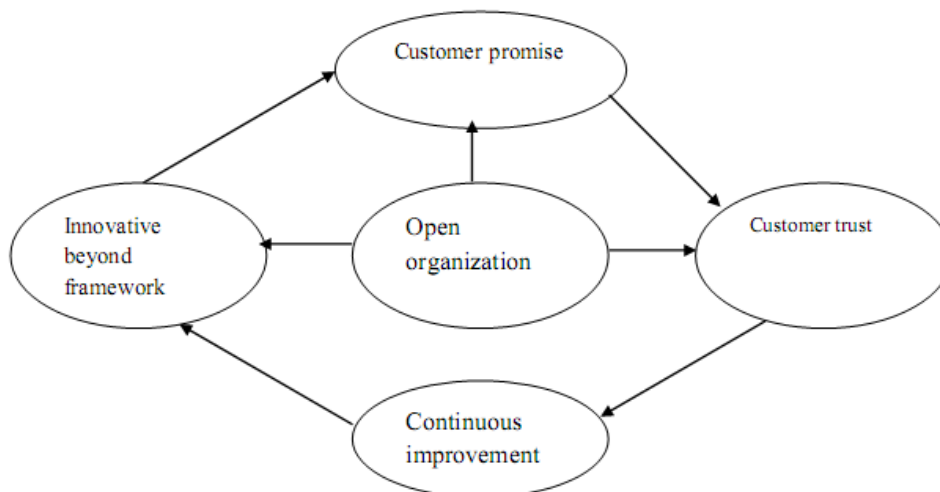 Customer promise
Innovative
beyond
framework
Open
organization
Customer trust
Continuous
improvement